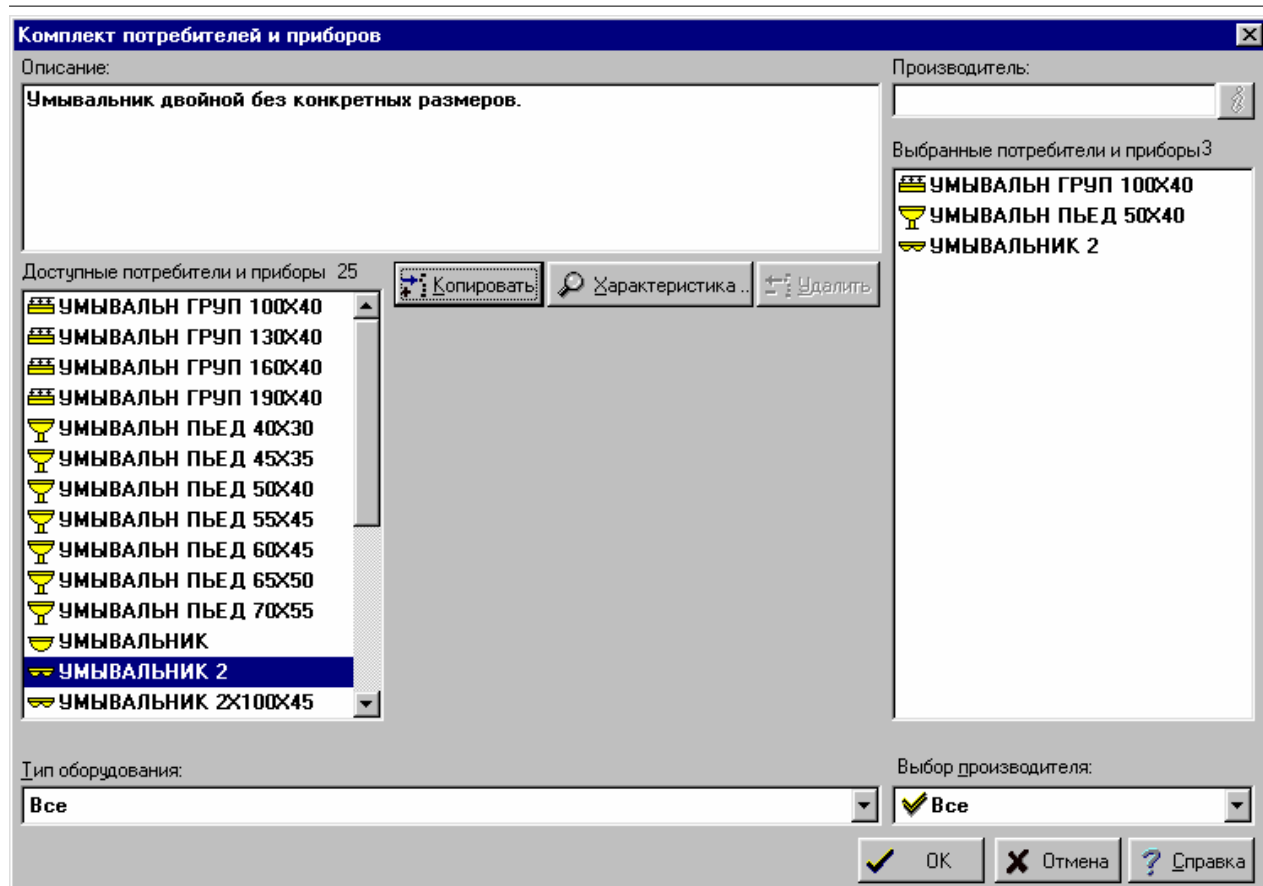 Комплект потребителей и приборов
Описание:
Умывальник двойной без конкретных размеров.
Производитель:
Выбранные потребители и приборы3
УМЫВАЛЬН ГРУП 100X40
УМЫВАЛЬН ПЬЕД 50X40
УМЫВАЛЬНИК 2
Доступные потребители и приборы 25
Копировать
Характеристика ..
Удалить
УМЫВАЛЬН ГРУП 100X40
УМЫВАЛЬН ГРУП 130X40
УМЫВАЛЬН ГРУП 160X40
УМЫВАЛЬН ГРУП 190X40
УМЫВАЛЬН ПЬЕД 40X30
УМЫВАЛЬН ПЬЕД 45X35
УМЫВАЛЬН ПЬЕД 50X40
УМЫВАЛЬН ПЬЕД 55X45
УМЫВАЛЬН ПЬЕД 60X45
УМЫВАЛЬН ПЬЕД 65X50
УМЫВАЛЬН ПЬЕД 70X55
УМЫВАЛЬНИК
УМЫВАЛЬНИК 2
УМЫВАЛЬНИК 2X100X45
Тип оборудования:
Все
Выбор производителя:
Все
OK
Отмена
Справка